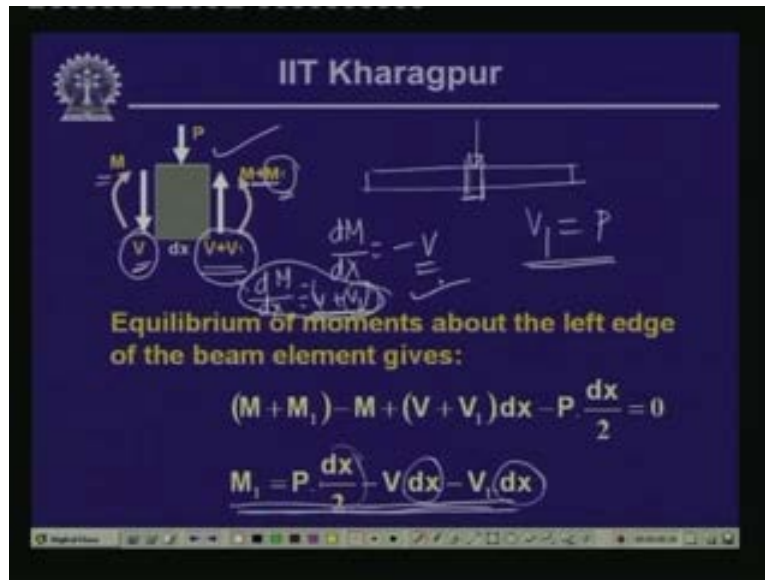 IIT Kharagpur
P
M
M+M₁
V
dx
V+V₁
dM/dx = -V
V₁ = P
dM/dx = -(V+V₁)
Equilibrium of moments about the left edge
of the beam element gives:
(M + M₁) - M + (V + V₁)dx - P.dx/2 = 0
M₁ = P.dx/2 - V dx - V₁ dx